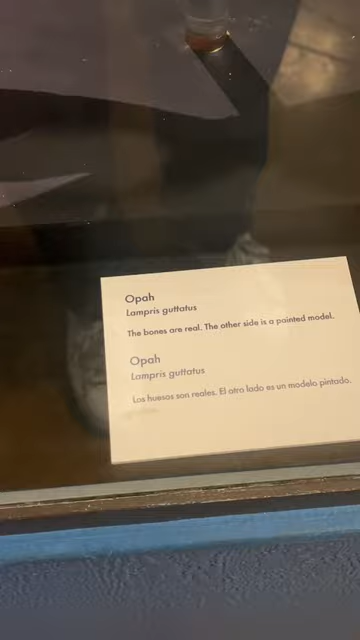 Opah
Lampris guttatus
The bones are real. The other side is a painted model.
Opah
Lampris guttatus
Los huesos son reales. El otro lado es un modelo pintado.